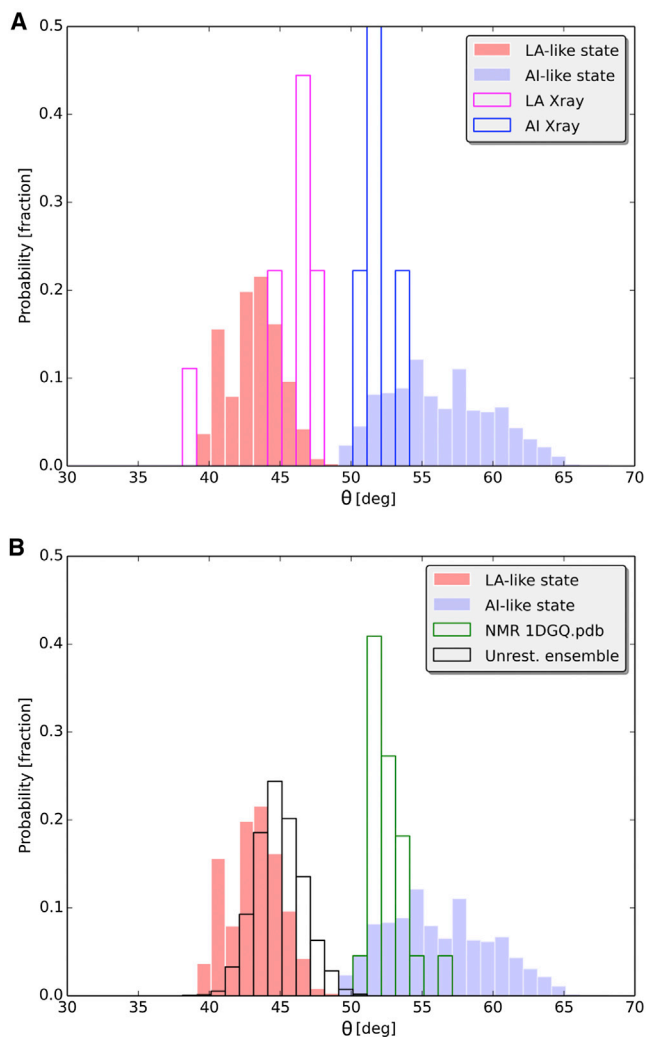 A
0.5
0.4
0.3
0.2
0.1
0.0
Probability [fraction]
LA-like state
AI-like state
LA Xray
AI Xray
30 35 40 45 50 55 60 65 70
θ [deg]
B
0.5
0.4
0.3
0.2
0.1
0.0
Probability [fraction]
LA-like state
AI-like state
NMR 1DGQ.pdb
Unrest. ensemble
30 35 40 45 50 55 60 65 70
θ [deg]